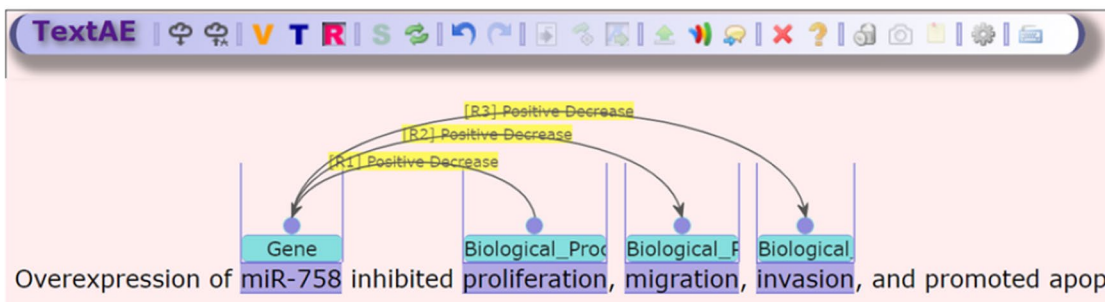 TextAE V T R S ?
[R3] Positive Decrease
[R2] Positive Decrease
[R1] Positive Decrease
Gene Biological_Proc Biological_P Biological_
Overexpression of miR-758 inhibited proliferation, migration, invasion, and promoted apop